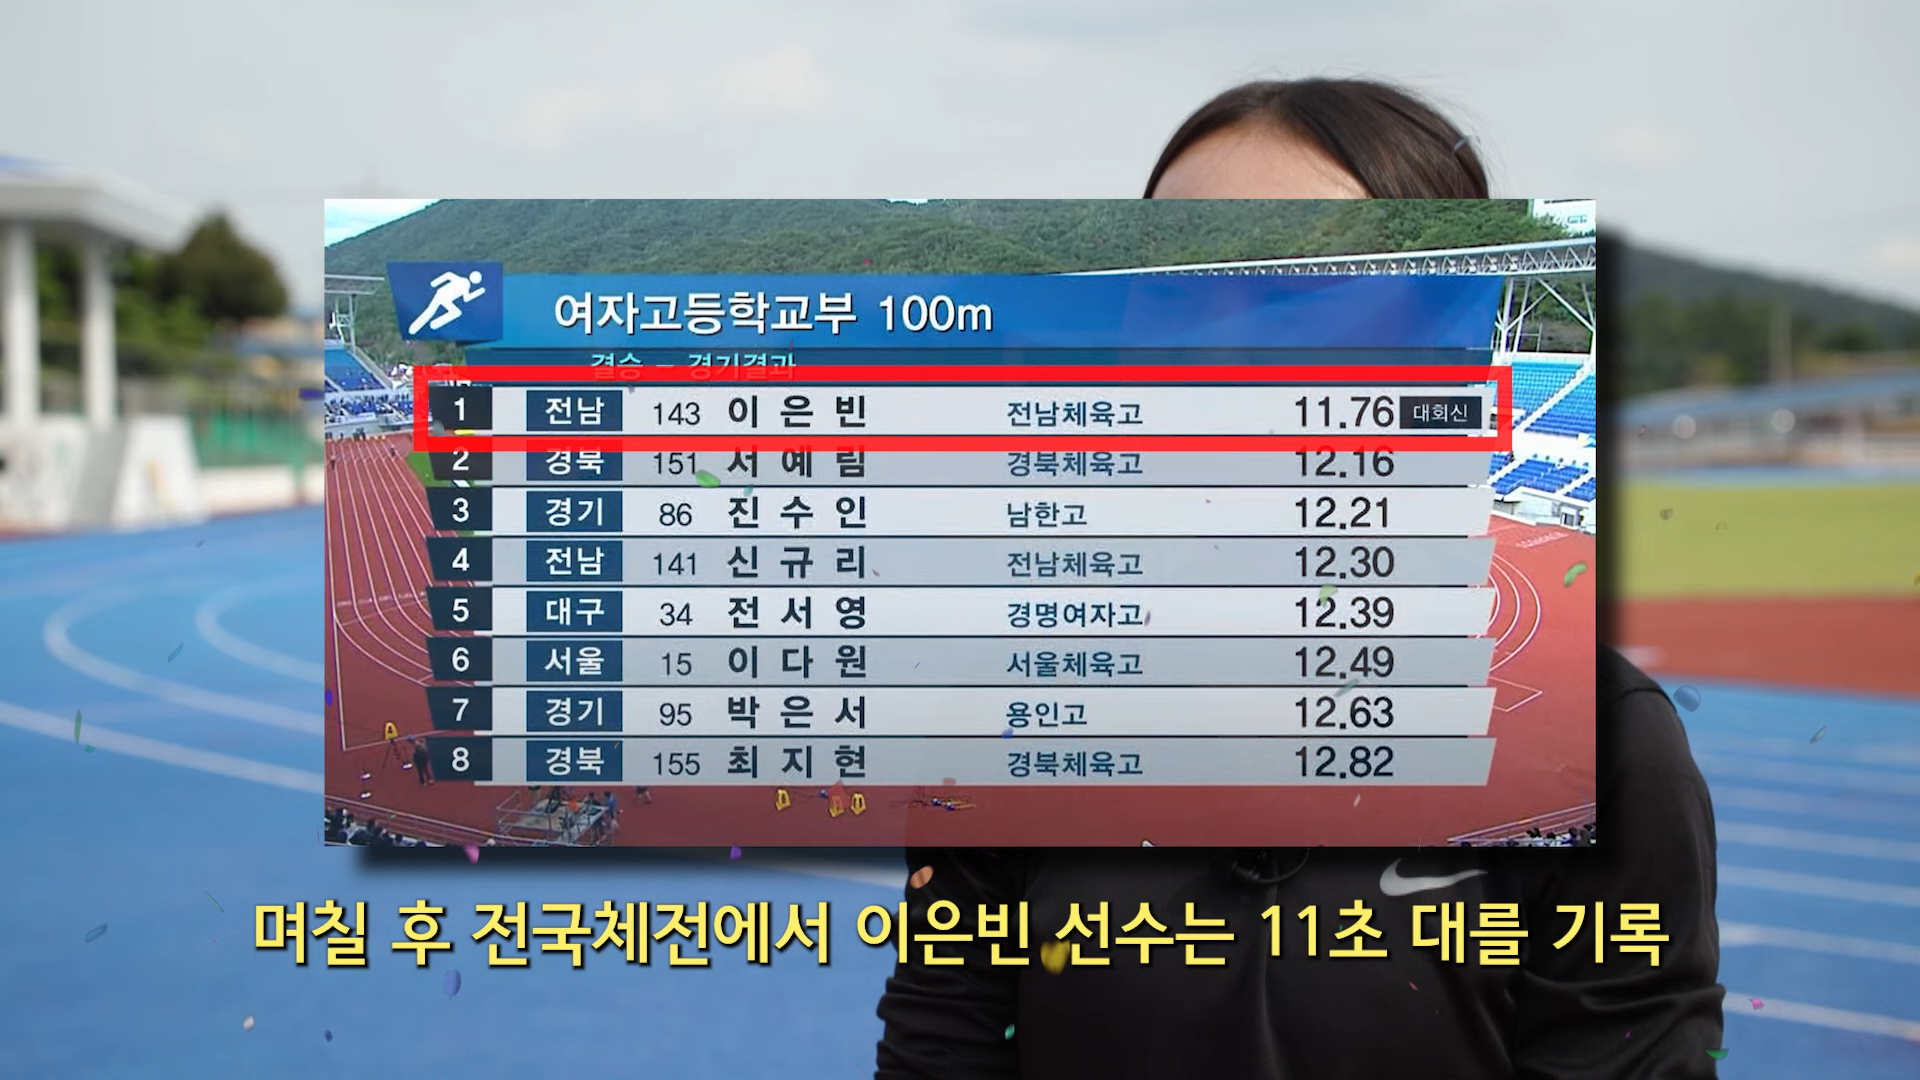 여자고등학교부 100m
결승 - 경기결과
1 전남 143 이은빈 전남체육고 11.76 대회신
2 경북 151 서예림 경북체육고 12.16
3 경기 86 진수인 남한고 12.21
4 전남 141 신규리 전남체육고 12.30
5 대구 34 전서영 경명여자고 12.39
6 서울 15 이다원 서울체육고 12.49
7 경기 95 박은서 용인고 12.63
8 경북 155 최지현 경북체육고 12.82
며칠 후 전국체전에서 이은빈 선수는 11초 대를 기록